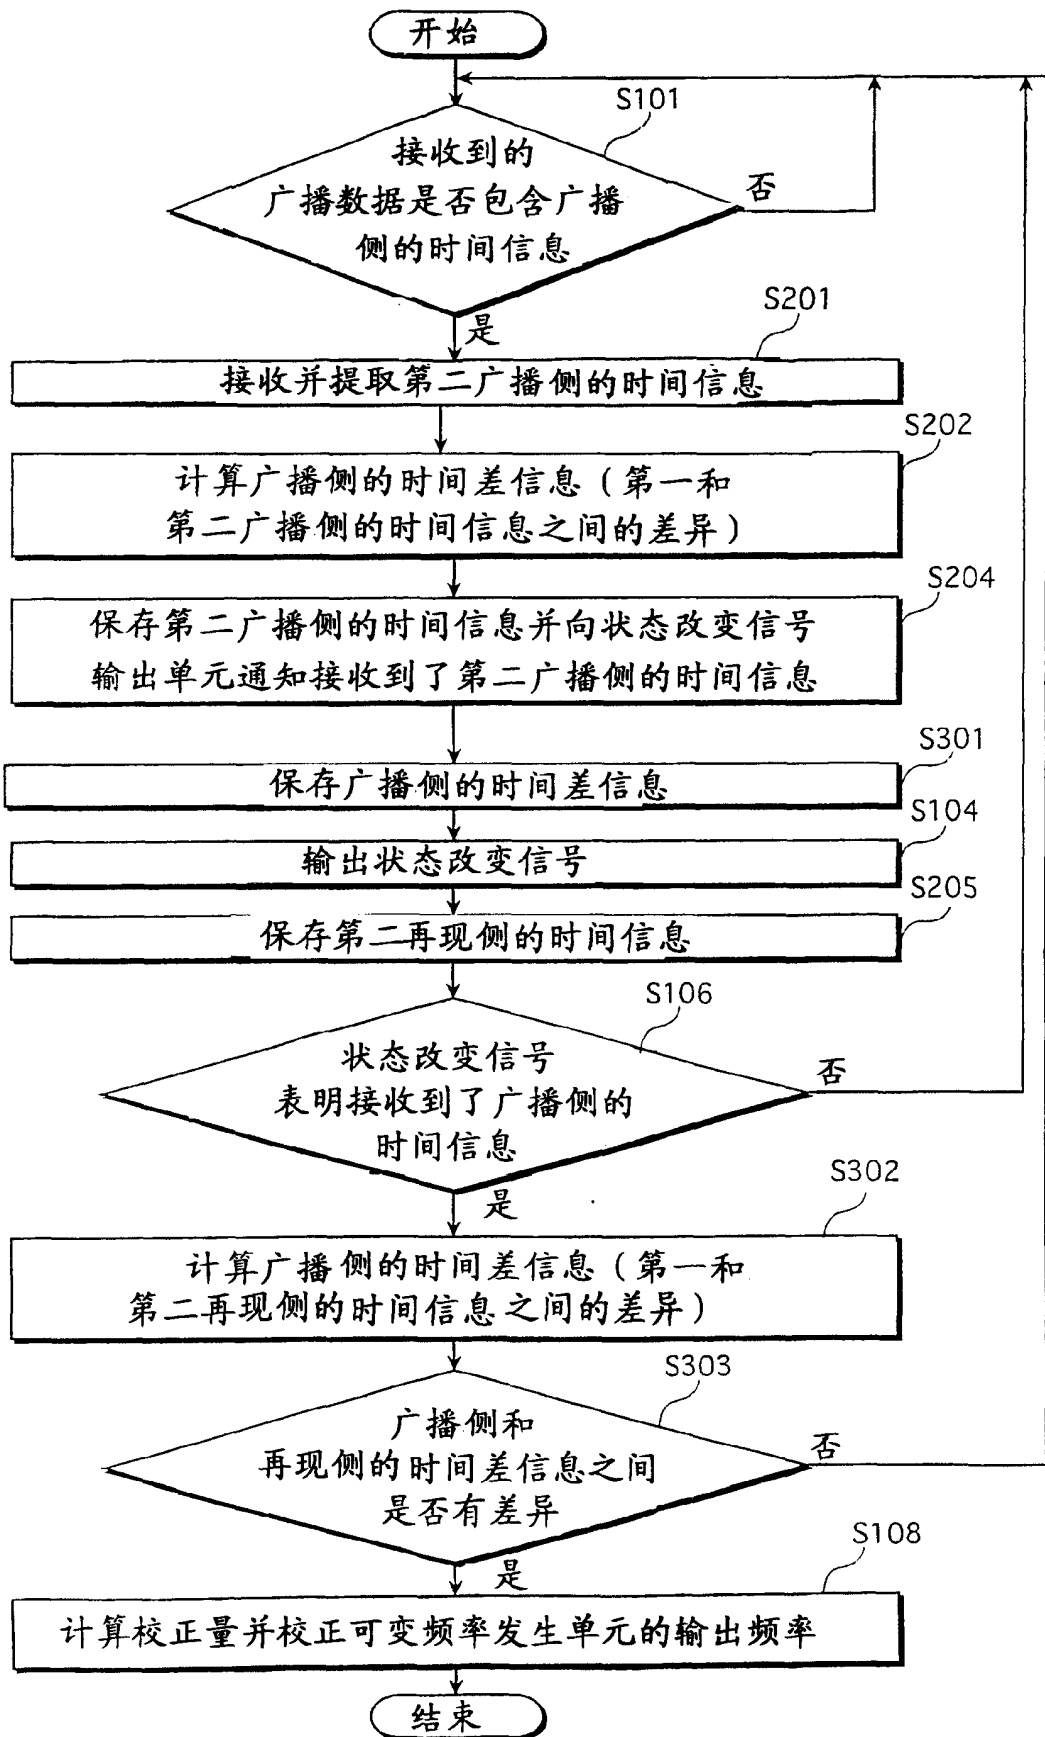 开始
S101
接收到的
广播数据是否包含广播
侧的时间信息
否
是
S201
接收并提取第二广播侧的时间信息
S202
计算广播侧的时间差信息（第一和
第二广播侧的时间信息之间的差异）
S204
保存第二广播侧的时间信息并向状态改变信号
输出单元通知接收到了第二广播侧的时间信息
S301
保存广播侧的时间差信息
S104
输出状态改变信号
S205
保存第二再现侧的时间信息
S106
状态改变信号
表明接收到了广播侧的
时间信息
否
是
S302
计算广播侧的时间差信息（第一和
第二再现侧的时间信息之间的差异）
S303
广播侧和
再现侧的时间差信息之间
是否有差异
否
是
S108
计算校正量并校正可变频率发生单元的输出频率
结束